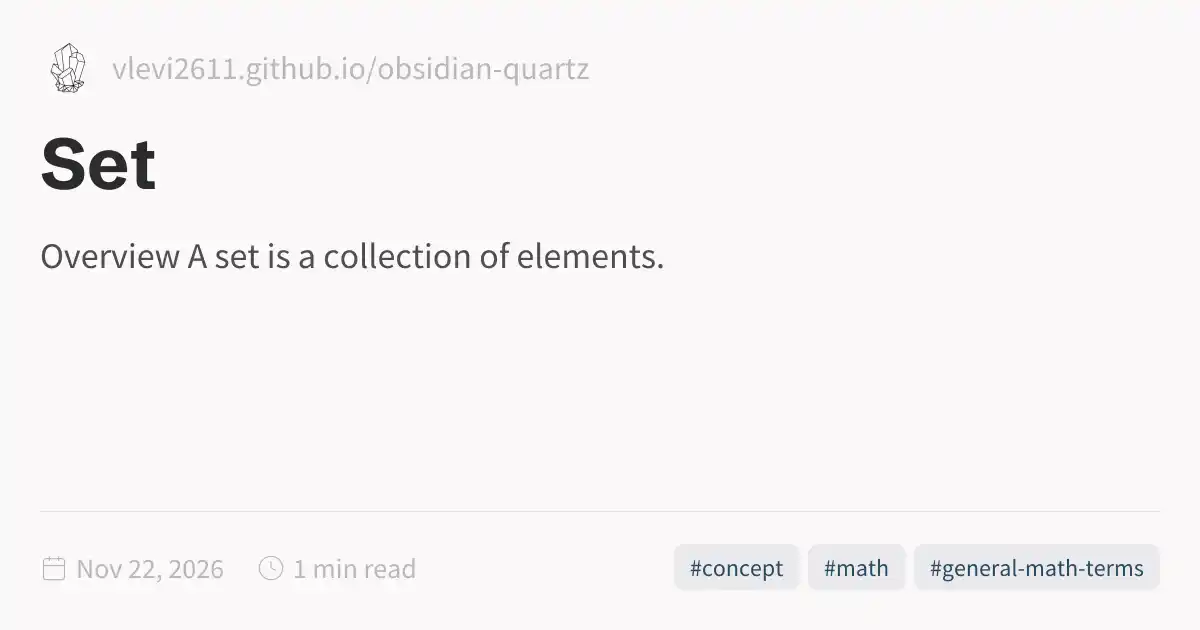 vlevi2611.github.io/obsidian-quartz
Set
Overview A set is a collection of elements.
Nov 22, 2026 1 min read #concept #math #general-math-terms